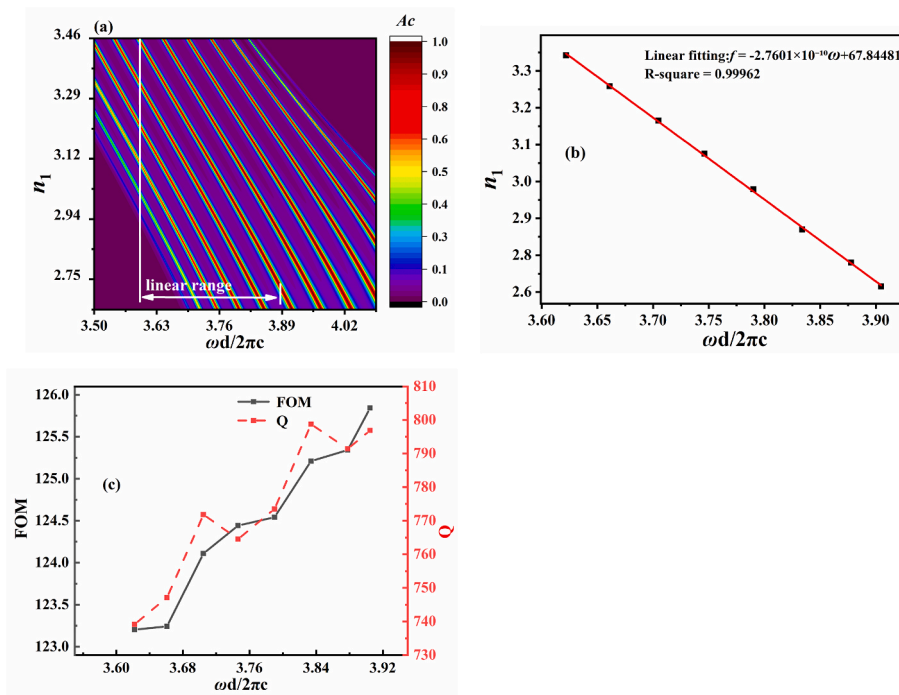 (a)
Ac
3.46
3.29
3.12
2.94
2.75
n₁
linear range
3.50 3.63 3.76 3.89 4.02
ωd/2πc
1.0
0.9
0.8
0.7
0.6
0.5
0.4
0.3
0.2
0.1
0.0
Linear fitting:f = -2.7601×10⁻¹⁰ω+67.84481
R-square = 0.99962
(b)
3.3
3.2
3.0
2.9
2.7
2.6
n₁
3.60 3.65 3.70 3.75 3.80 3.85 3.90
ωd/2πc
FOM
Q
(c)
126.0
125.5
125.0
124.5
124.0
123.5
123.0
FOM
810
800
790
780
770
760
750
740
730
Q
3.60 3.68 3.76 3.84 3.92
ωd/2πc